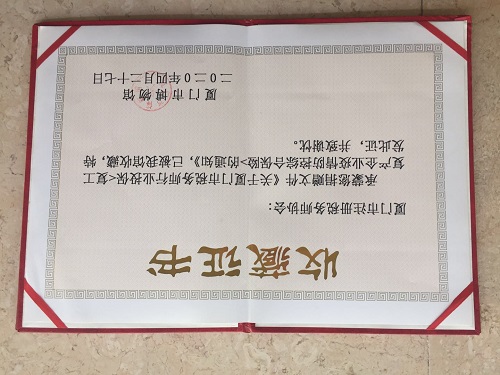 收藏证书
厦门市注册税务师协会:
承蒙您捐赠文件《关于厦门市税务师行业投保<复工
复产企业疫情防控综合保险>的通知》,已被我馆收藏,特
发此证,并致谢忱。
厦门市博物馆
二〇二〇年四月二十七日